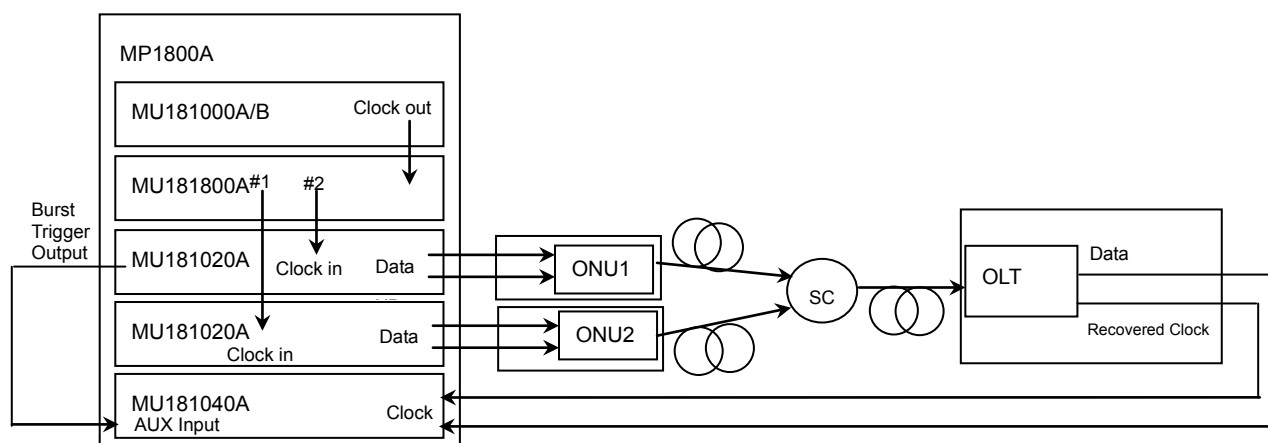 MP1800A
MU181000A/B
Clock out
MU181800A
#1
#2
Burst
Trigger
Output
MU181020A
Clock in
Data
ONU1
MU181020A
Clock in
Data
ONU2
SC
OLT
Data
Recovered Clock
MU181040A
AUX Input
Clock